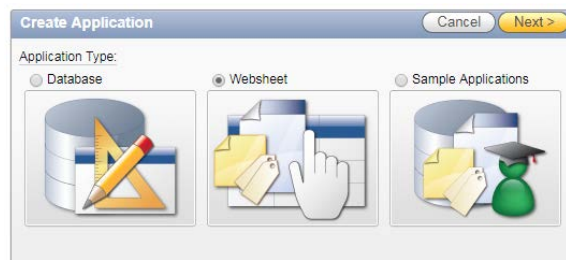 Create Application
Cancel
Next >
Application Type:
Database
Websheet
Sample Applications